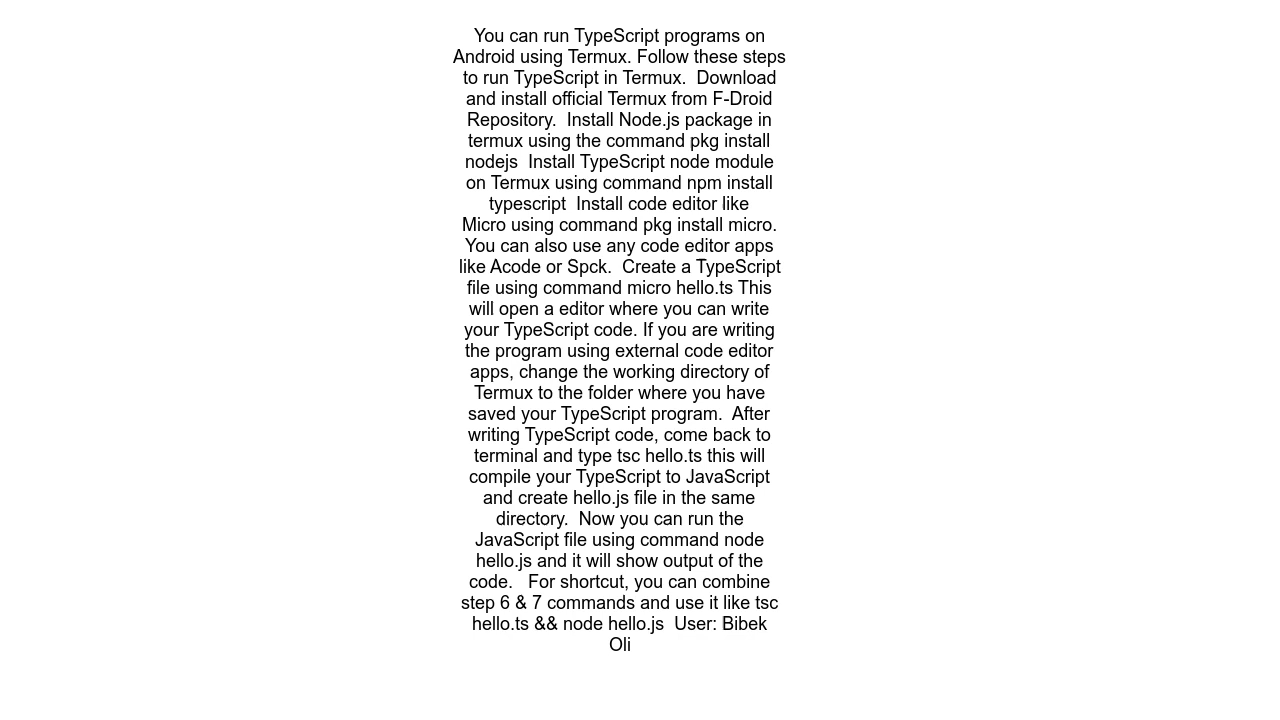 You can run TypeScript programs on
Android using Termux. Follow these steps
to run TypeScript in Termux.  Download
and install official Termux from F-Droid
Repository.  Install Node.js package in
termux using the command pkg install
nodejs  Install TypeScript node module
on Termux using command npm install
typescript  Install code editor like
Micro using command pkg install micro.
You can also use any code editor apps
like Acode or Spck.  Create a TypeScript
file using command micro hello.ts This
will open a editor where you can write
your TypeScript code. If you are writing
the program using external code editor
apps, change the working directory of
Termux to the folder where you have
saved your TypeScript program.  After
writing TypeScript code, come back to
terminal and type tsc hello.ts this will
compile your TypeScript to JavaScript
and create hello.js file in the same
directory.  Now you can run the
JavaScript file using command node
hello.js and it will show output of the
code.   For shortcut, you can combine
step 6 & 7 commands and use it like tsc
hello.ts && node hello.js  User: Bibek
Oli